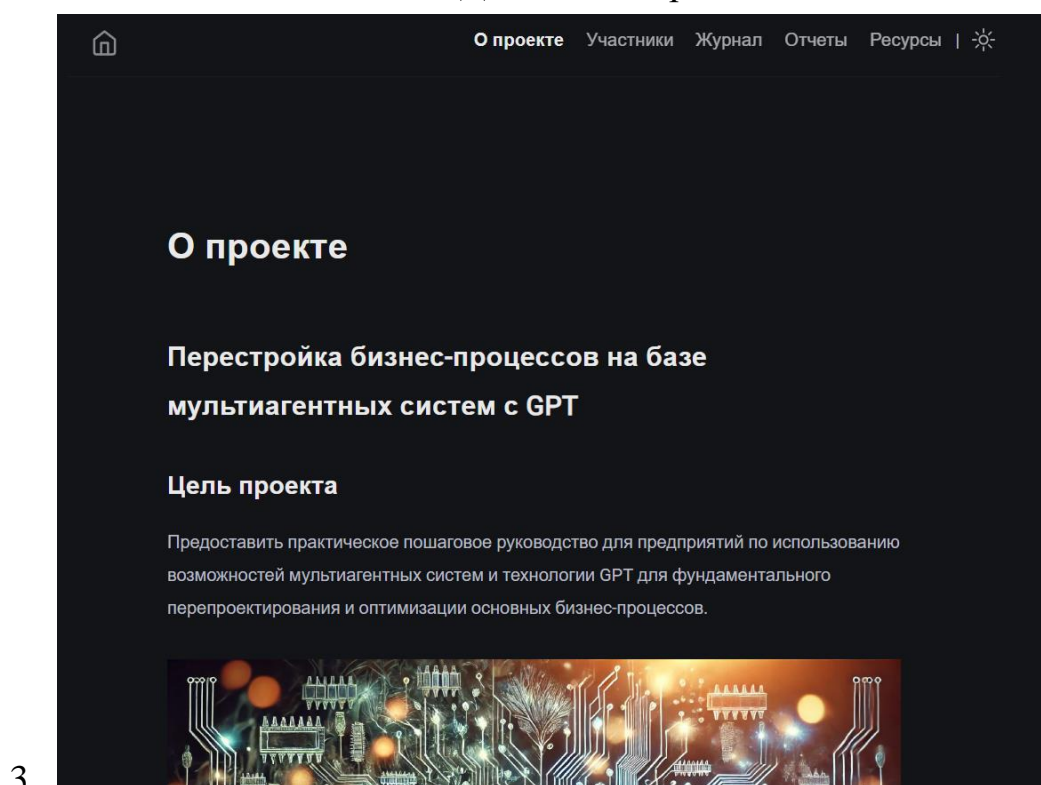 О проекте Участники Журнал Отчеты Ресурсы |
О проекте
Перестройка бизнес-процессов на базе
мультиагентных систем с GPT
Цель проекта
Предоставить практическое пошаговое руководство для предприятий по использованию
возможностей мультиагентных систем и технологии GPT для фундаментального
перепроектирования и оптимизации основных бизнес-процессов.
3